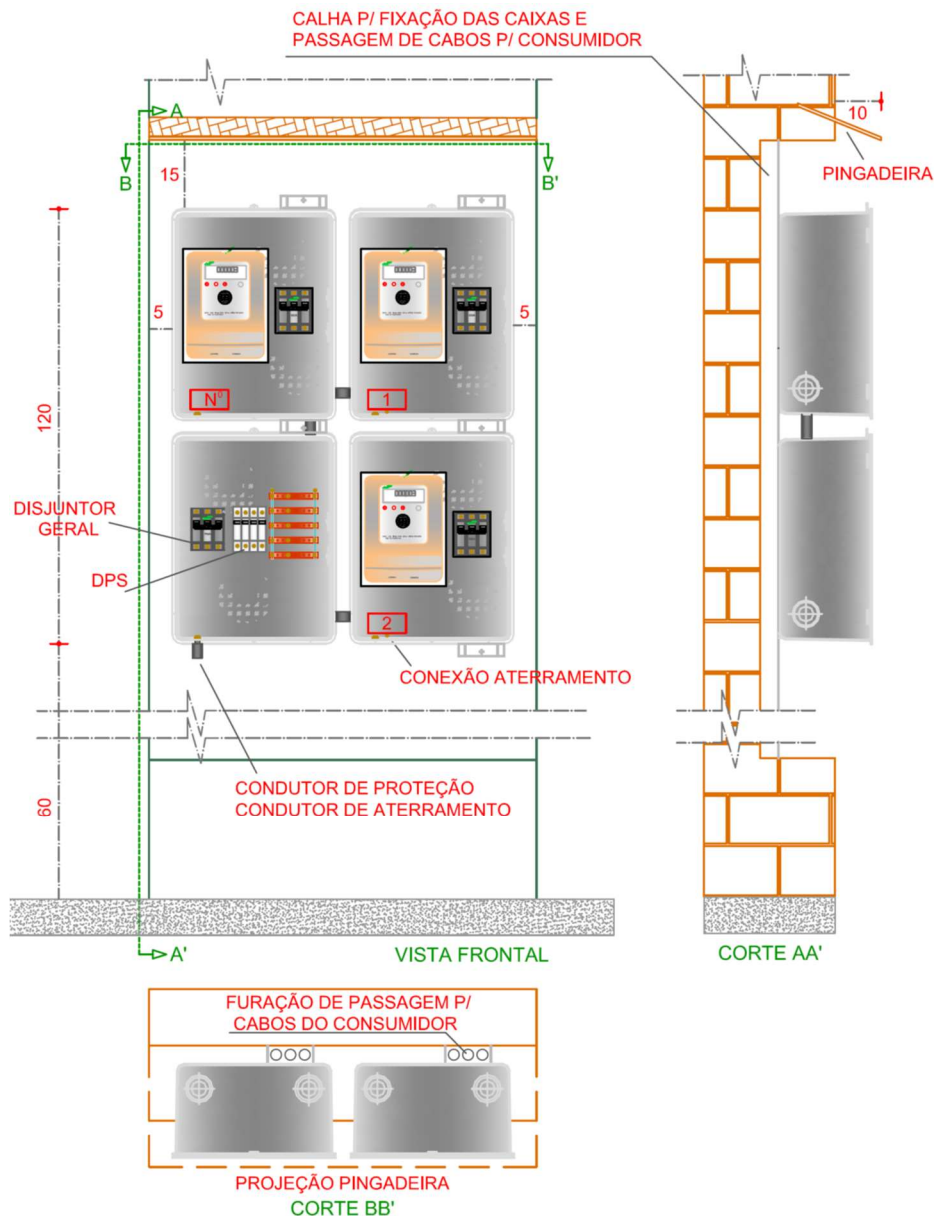 CALHA P/ FIXAÇÃO DAS CAIXAS E
PASSAGEM DE CABOS P/ CONSUMIDOR
A
B
B'
15
10
PINGADEIRA
5
5
120
Nº
1
DISJUNTOR
GERAL
DPS
2
CONEXÃO ATERRAMENTO
CONDUTOR DE PROTEÇÃO
CONDUTOR DE ATERRAMENTO
60
A'
VISTA FRONTAL
CORTE AA'
FURAÇÃO DE PASSAGEM P/
CABOS DO CONSUMIDOR
PROJEÇÃO PINGADEIRA
CORTE BB'